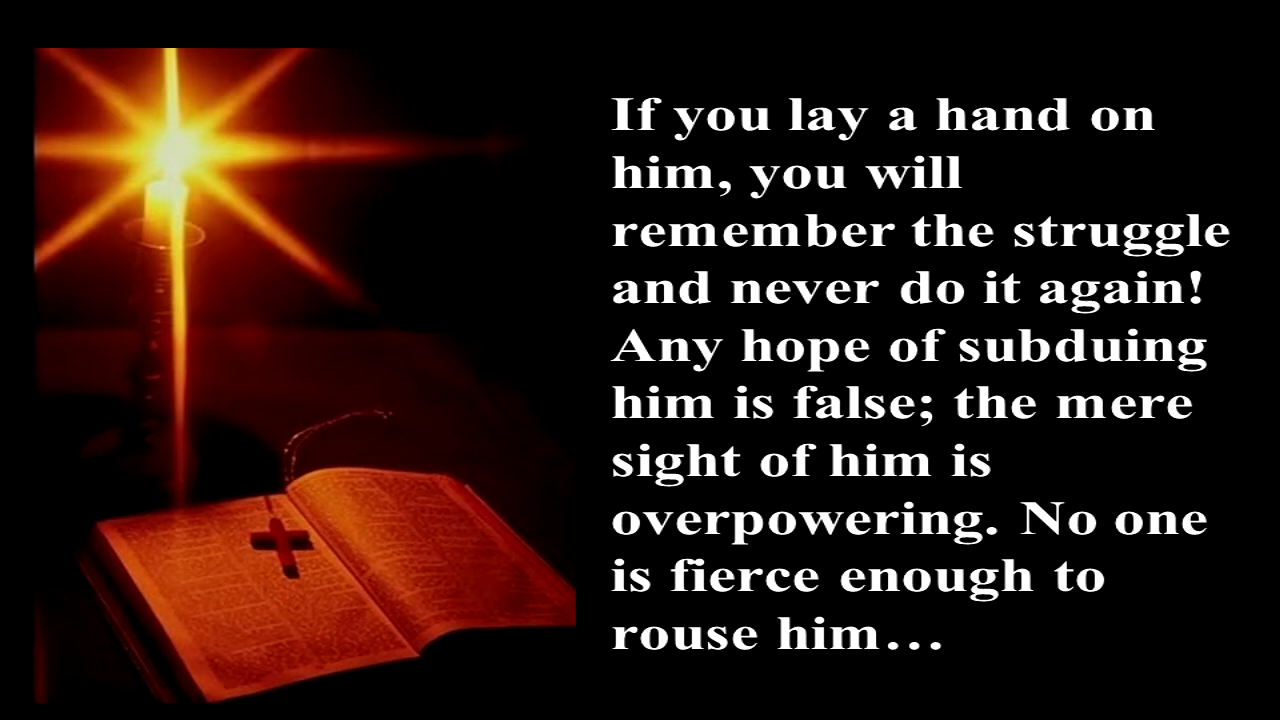 If you lay a hand on
him, you will
remember the struggle
and never do it again!
Any hope of subduing
him is false; the mere
sight of him is
overpowering. No one
is fierce enough to
rouse him…